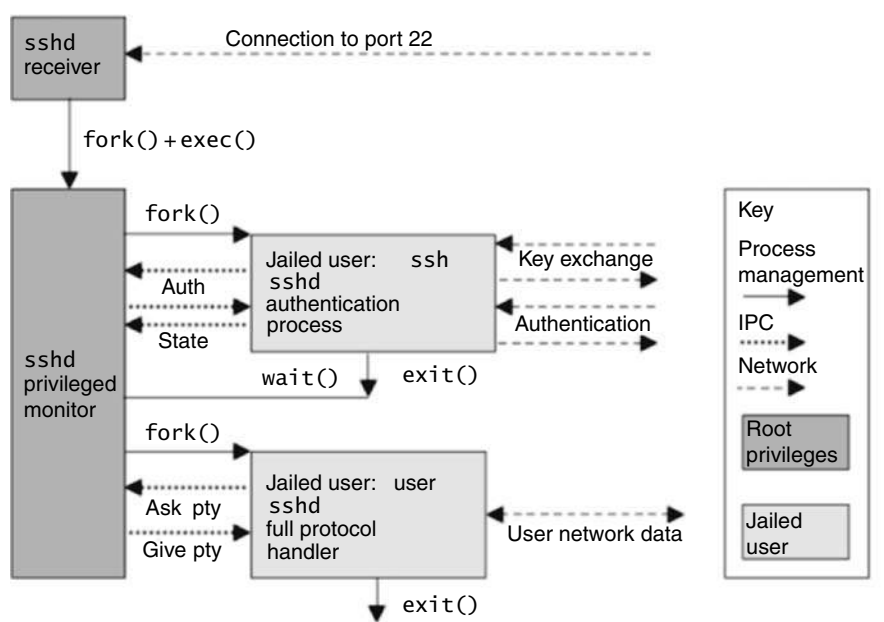 sshd
receiver
Connection to port 22
fork()+exec()
fork()
Jailed user: ssh
sshd
authentication
process
Auth
State
Key exchange
Authentication
wait()
exit()
sshd
privileged
monitor
fork()
Jailed user: user
sshd
full protocol
handler
Ask pty
Give pty
User network data
exit()
Key
Process
management
IPC
Network
Root
privileges
Jailed
user